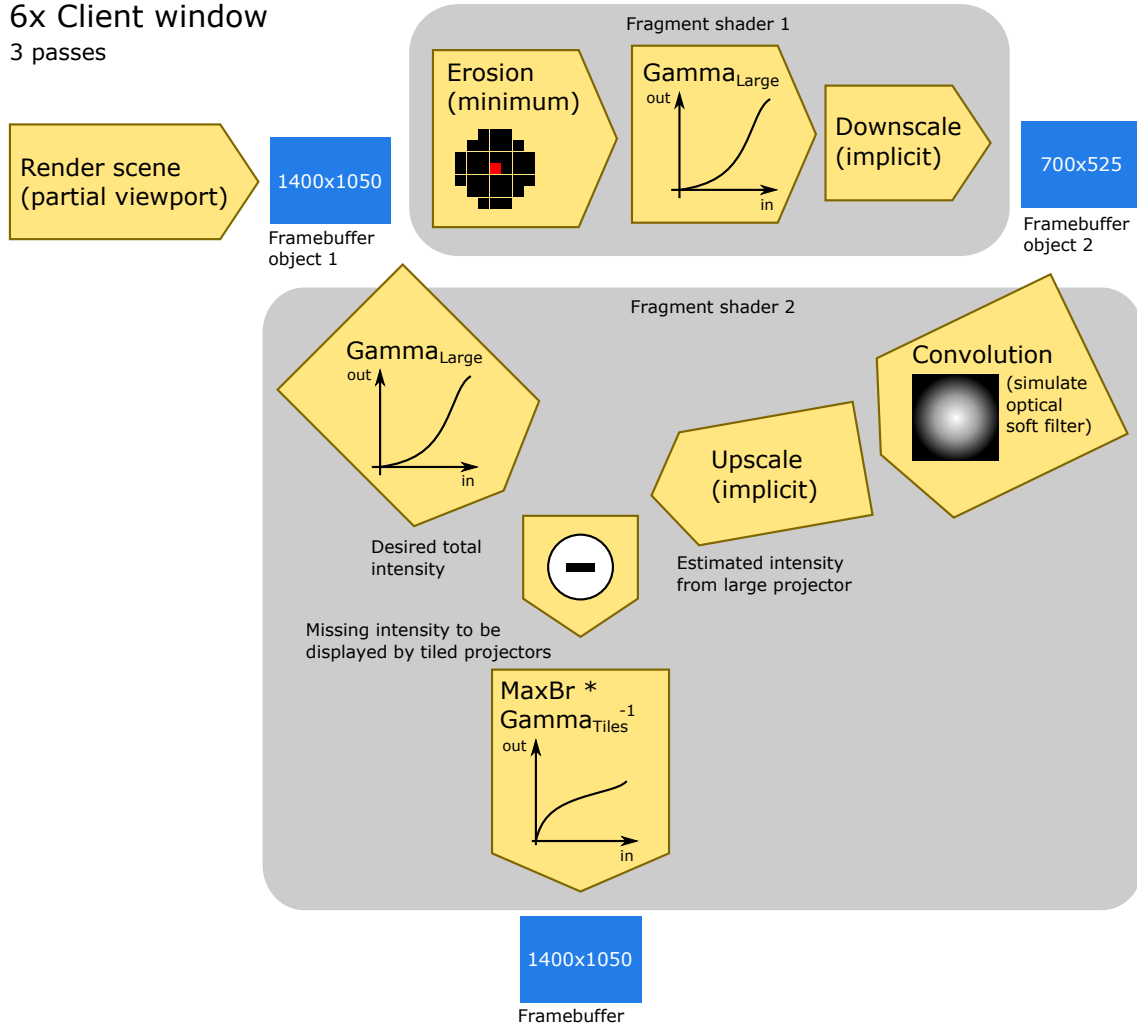 6x Client window
3 passes
Fragment shader 1
Render scene
(partial viewport)
1400x1050
Framebuffer
object 1
Erosion
(minimum)
Gamma Large
out
in
Downscale
(implicit)
700x525
Framebuffer
object 2
Fragment shader 2
Gamma Large
out
in
Desired total
intensity
Convolution
(simulate
optical
soft filter)
Upscale
(implicit)
Estimated intensity
from large projector
Missing intensity to be
displayed by tiled projectors
MaxBr *
Gamma Tiles -1
out
in
1400x1050
Framebuffer